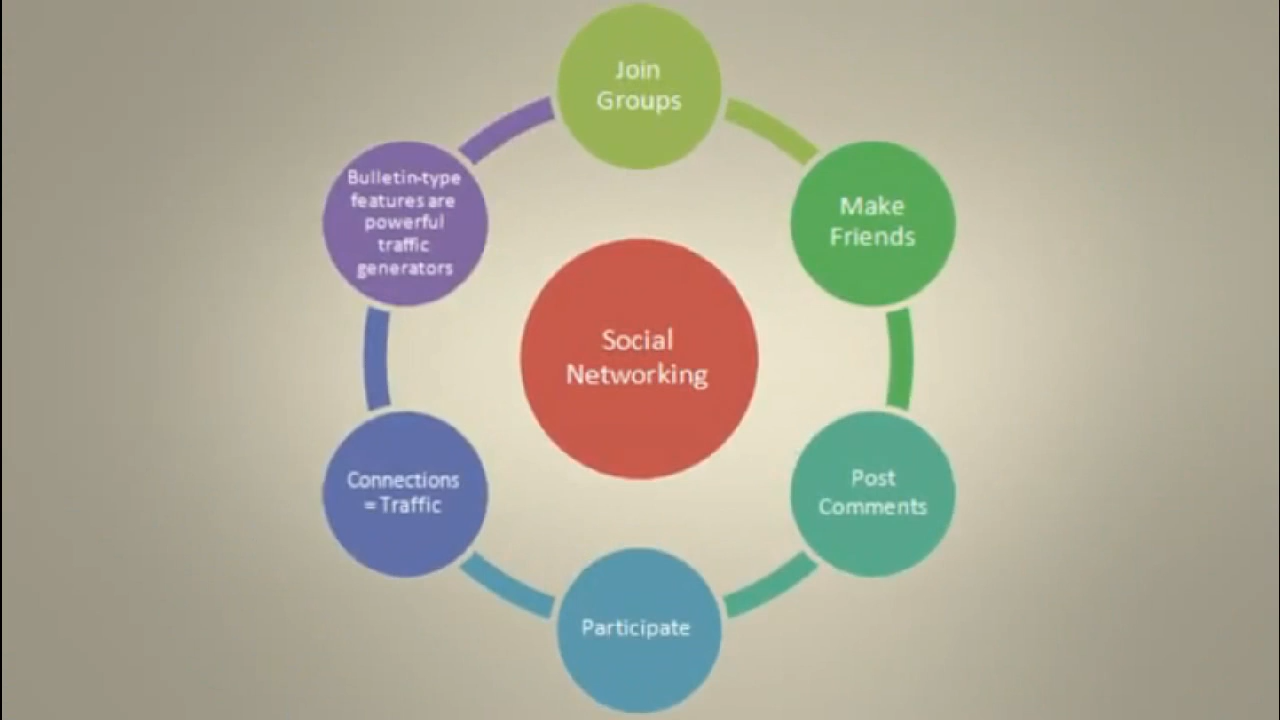 Join
Groups
Make
Friends
Post
Comments
Participate
Connections
= Traffic
Bulletin-type
features are
powerful
traffic
generators
Social
Networking